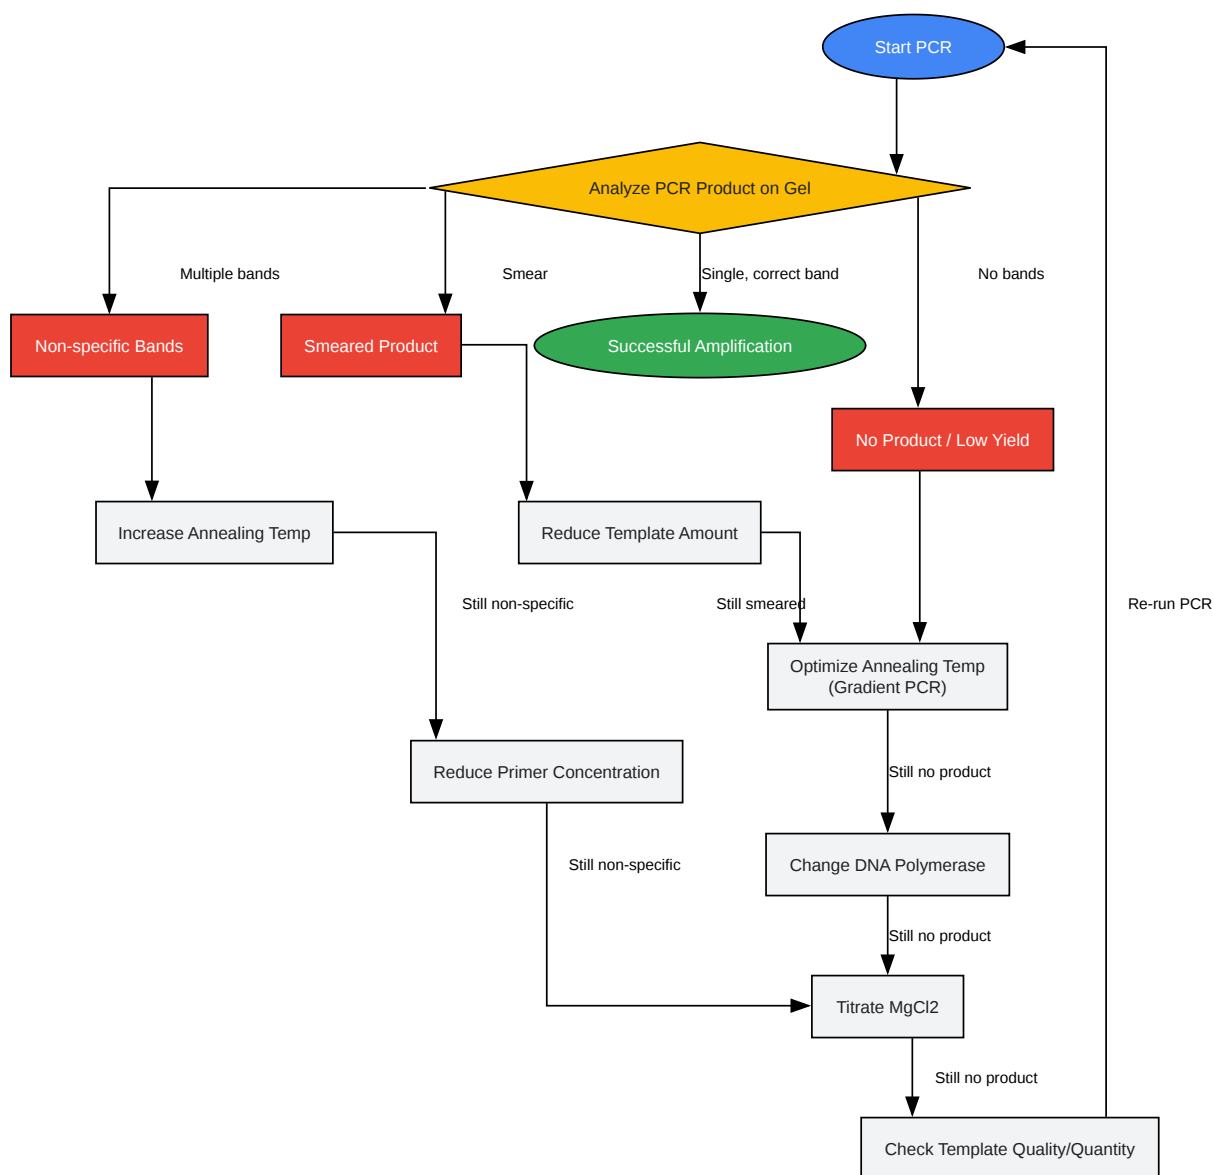 Start PCR
Analyze PCR Product on Gel
Multiple bands
Smear
Single, correct band
No bands
Non-specific Bands
Smeared Product
Successful Amplification
No Product / Low Yield
Increase Annealing Temp
Reduce Template Amount
Still non-specific
Still smeared
Re-run PCR
Optimize Annealing Temp
(Gradient PCR)
Reduce Primer Concentration
Still no product
Still non-specific
Change DNA Polymerase
Still no product
Titrate MgCl2
Still no product
Check Template Quality/Quantity